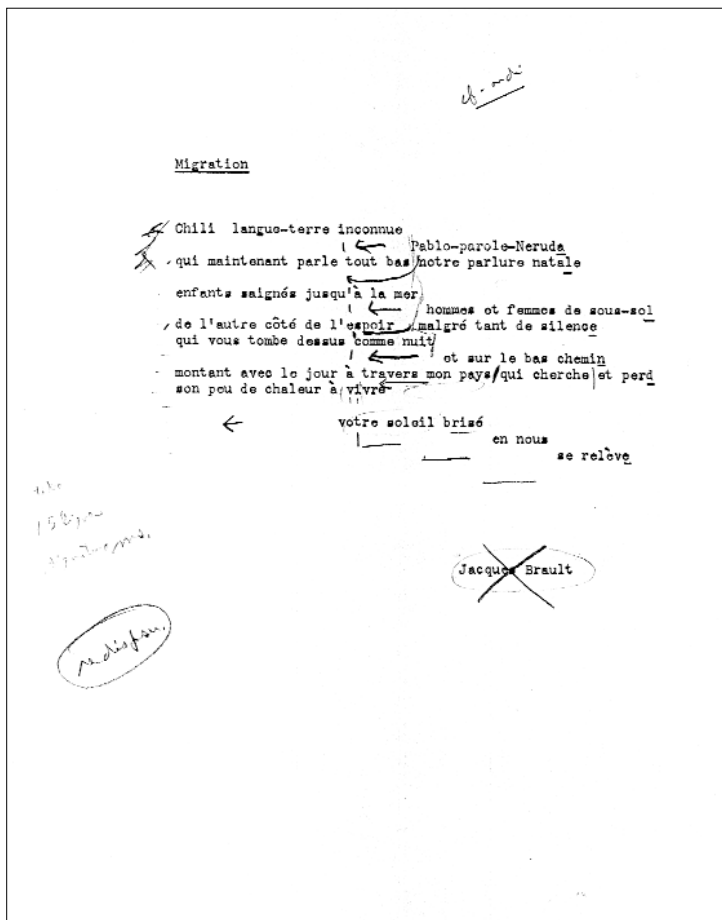 Migration
Chili langue-terre inconnue
Pablo-parole-Neruda
qui maintenant parle tout bas notre parlure natale
enfants saignés jusqu'à la mer
hommes et femmes de sous-sol
de l'autre côté de l'espoir malgré tant de silence
qui vous tombe dessus comme nuit
et sur le bas chemin
montant avec le jour à travers mon pays qui cherche et perd
son peu de chaleur à vivre
votre soleil brisé
en nous
se relève
Jacques Brault